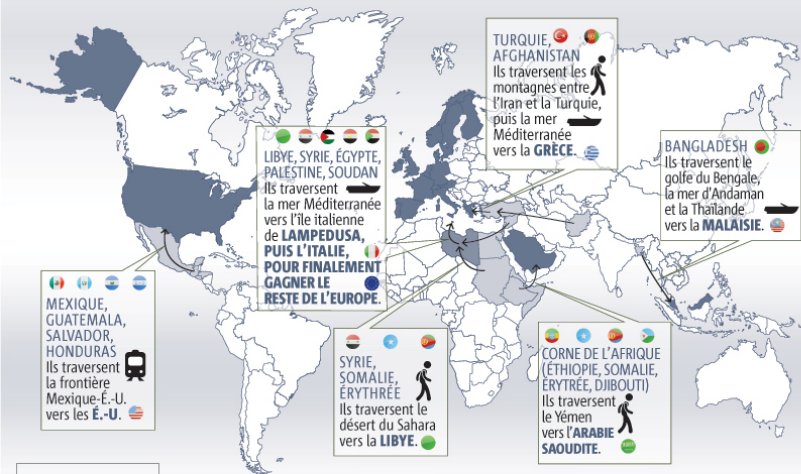 TURQUIE,
AFGHANISTAN
Ils traversent les
montagnes entre
l'Iran et la Turquie,
puis la mer
Méditerranée
vers la GRÈCE.
LIBYE, SYRIE, ÉGYPTE,
PALESTINE, SOUDAN
Ils traversent
la mer Méditerranée
vers l'île italienne
de LAMPEDUSA,
PUIS L'ITALIE,
POUR FINALEMENT
GAGNER LE
RESTE DE L'EUROPE.
BANGLADESH
Ils traversent le
golfe du Bengale,
la mer d'Andaman
et la Thaïlande
vers la MALAISIE.
MEXIQUE,
GUATEMALA,
SALVADOR,
HONDURAS
Ils traversent
la frontière
Mexique-É.-U.
vers les É.-U.
SYRIE,
SOMALIE,
ÉRYTHRÉE
Ils traversent le
désert du Sahara
vers la LIBYE.
CORNE DE L'AFRIQUE
(ÉTHIOPIE, SOMALIE,
ÉRYTRÉE, DJIBOUTI)
Ils traversent
le Yémen
vers l'ARABIE
SAOUDITE.